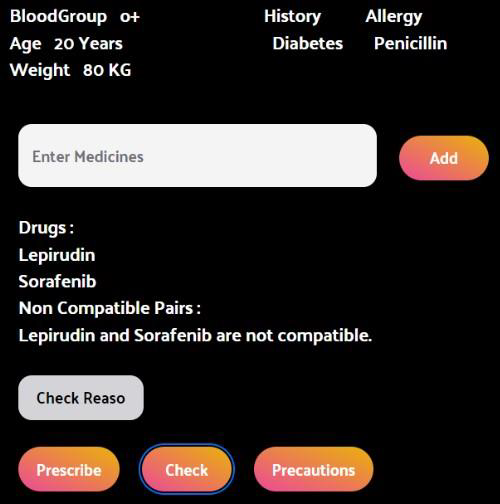 BloodGroup o+ History Allergy
Age 20 Years Diabetes Penicillin
Weight 80 KG
Enter Medicines Add
Drugs :
Lepirudin
Sorafenib
Non Compatible Pairs :
Lepirudin and Sorafenib are not compatible.
Check Reaso
Prescribe Check Precautions